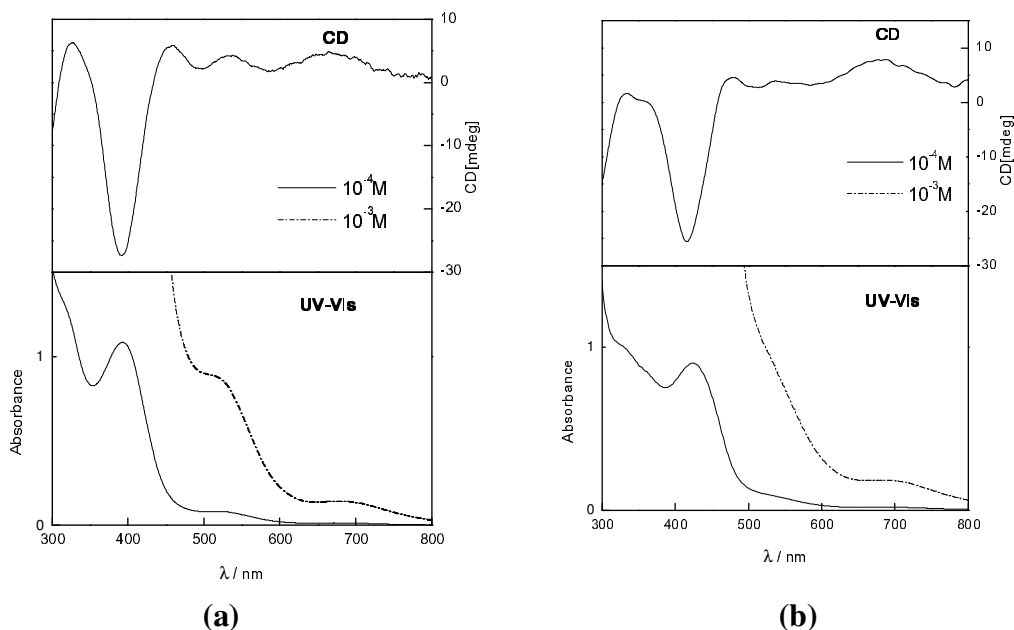 CD
10
0
-10
-20
-30
CD[mdeg]
10⁻⁴M
10⁻³M
UV-Vis
1
0
Absorbance
300 400 500 600 700 800
λ / nm
(a)
CD
10
0
-10
-20
-30
CD[mdeg]
10⁻⁴M
10⁻³M
UV-Vis
1
0
Absorbance
300 400 500 600 700 800
λ / nm
(b)